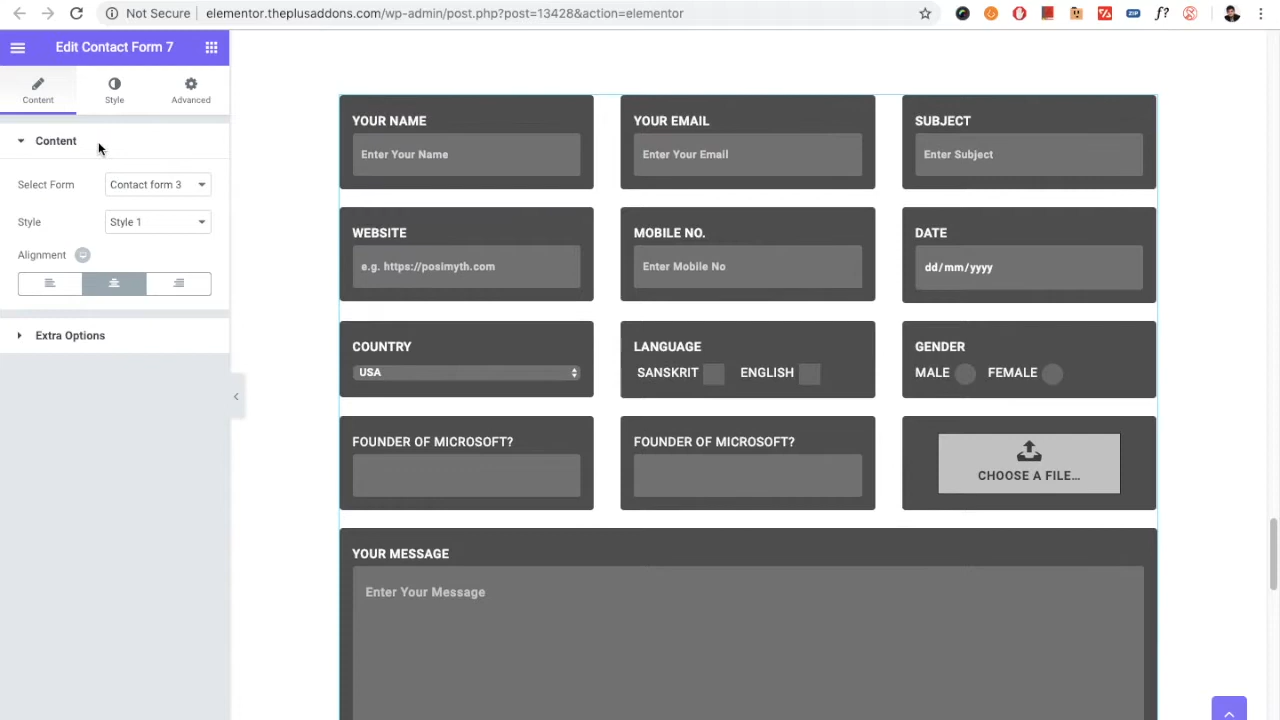 Not Secure
elementor.theplusaddons.com/wp-admin/post.php?post=13428&action=elementor
ZIP
f?
Edit Contact Form 7
Content
Style
Advanced
Content
Select Form
Contact form 3
Style
Style 1
Alignment
Extra Options
YOUR NAME
Enter Your Name
YOUR EMAIL
Enter Your Email
SUBJECT
Enter Subject
WEBSITE
e.g. https://posimyth.com
MOBILE NO.
Enter Mobile No
DATE
dd/mm/yyyy
COUNTRY
USA
LANGUAGE
SANSKRIT
ENGLISH
GENDER
MALE
FEMALE
FOUNDER OF MICROSOFT?
FOUNDER OF MICROSOFT?
CHOOSE A FILE...
YOUR MESSAGE
Enter Your Message